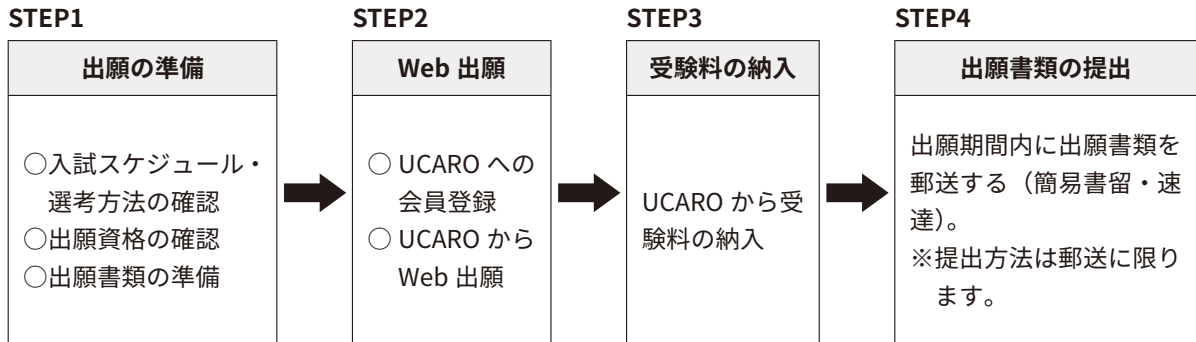 STEP1
出願の準備
○入試スケジュール・
選考方法の確認
○出願資格の確認
○出願書類の準備
STEP2
Web 出願
○ UCARO への
会員登録
○ UCARO から
Web 出願
STEP3
受験料の納入
UCARO から受
験料の納入
STEP4
出願書類の提出
出願期間内に出願書類を
郵送する（簡易書留・速
達）。
※提出方法は郵送に限り
ます。